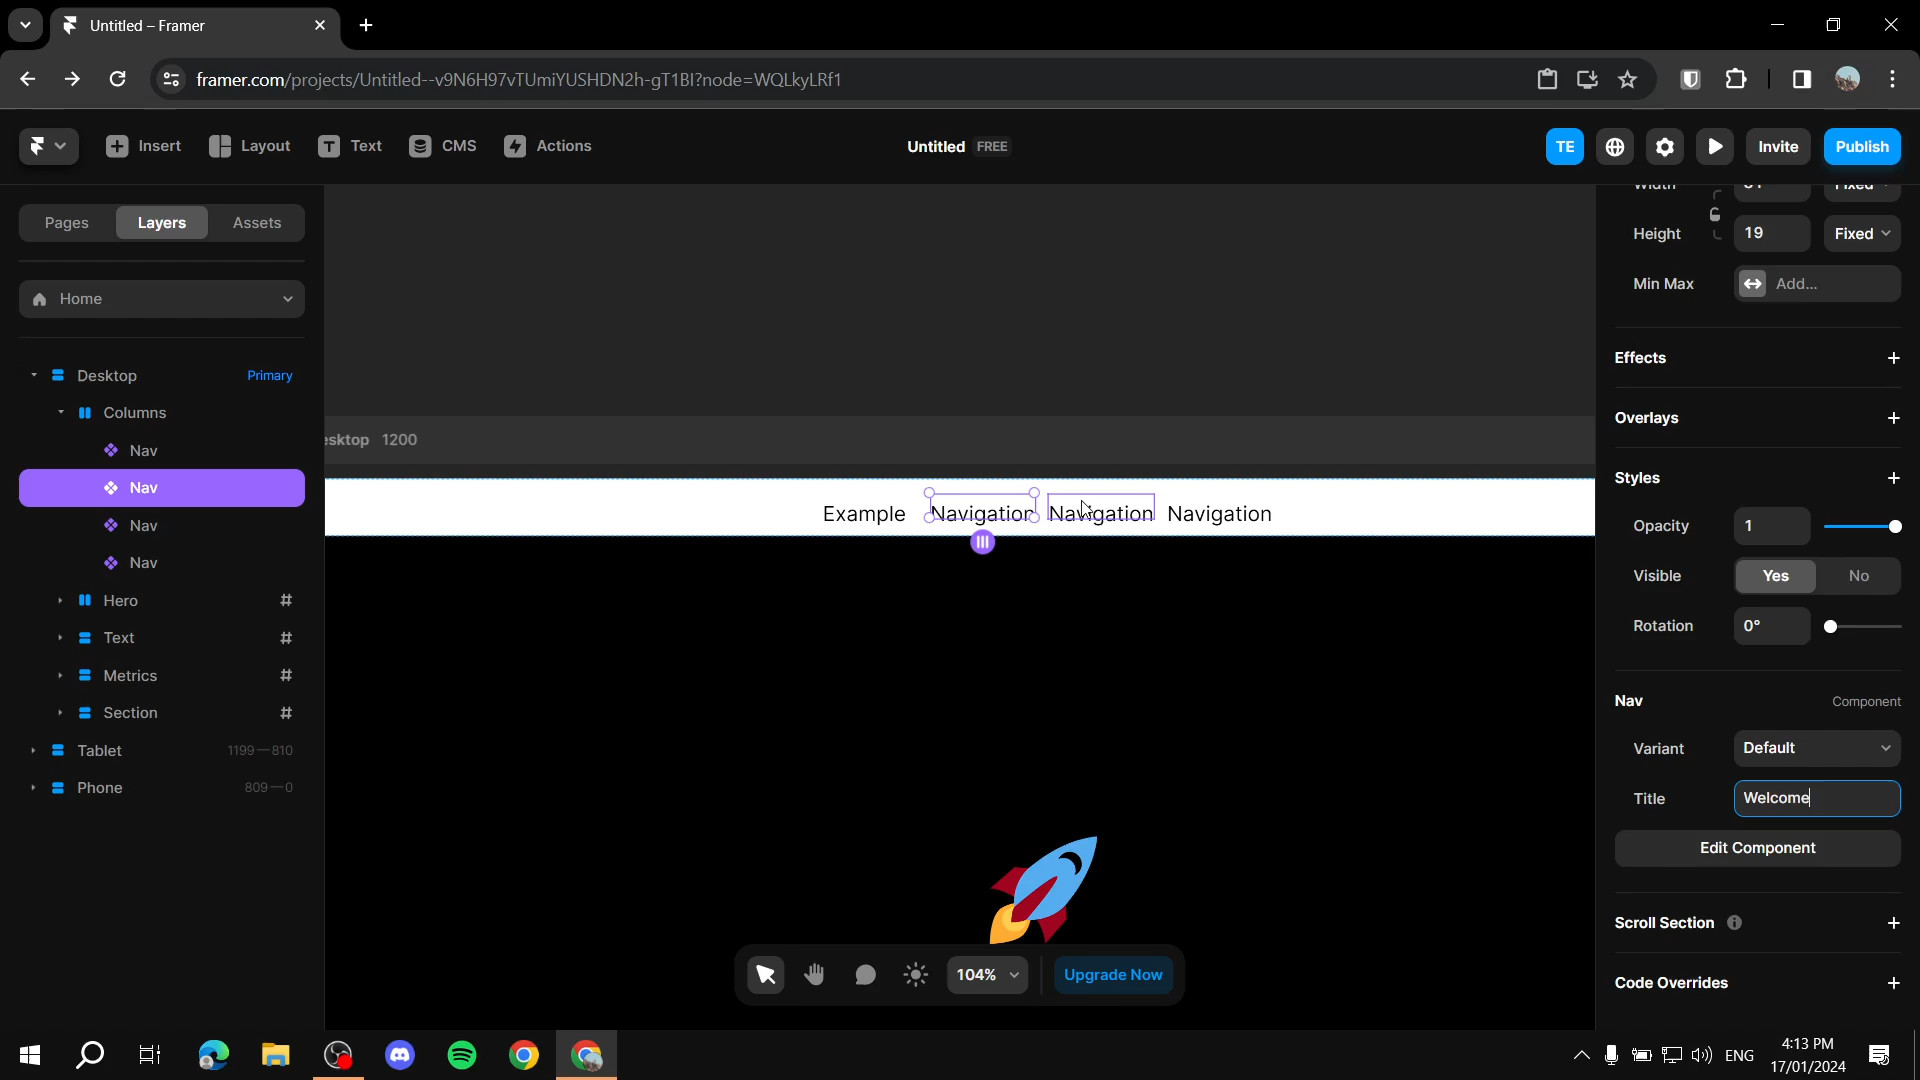 Untitled – Framer
framer.com/projects/Untitled--v9N6H97vTUmiYUSHDN2h-gT1BI?node=WQLkyLRf1
Insert
Layout
Text
CMS
Actions
Untitled FREE
TE
Invite
Publish
Pages
Layers
Assets
Home
Desktop
Primary
Columns
Nav
Nav
Nav
Nav
Hero
Text
Metrics
Section
Tablet
1199—810
Phone
809—0
esktop 1200
Example
Navigation
Navigation
Navigation
104%
Upgrade Now
Width
Fixed
Height
19
Fixed
Min Max
Add...
Effects
Overlays
Styles
Opacity
1
Visible
Yes
No
Rotation
0°
Nav
Component
Variant
Default
Title
Welcome
Edit Component
Scroll Section
Code Overrides
ENG
4:13 PM
17/01/2024